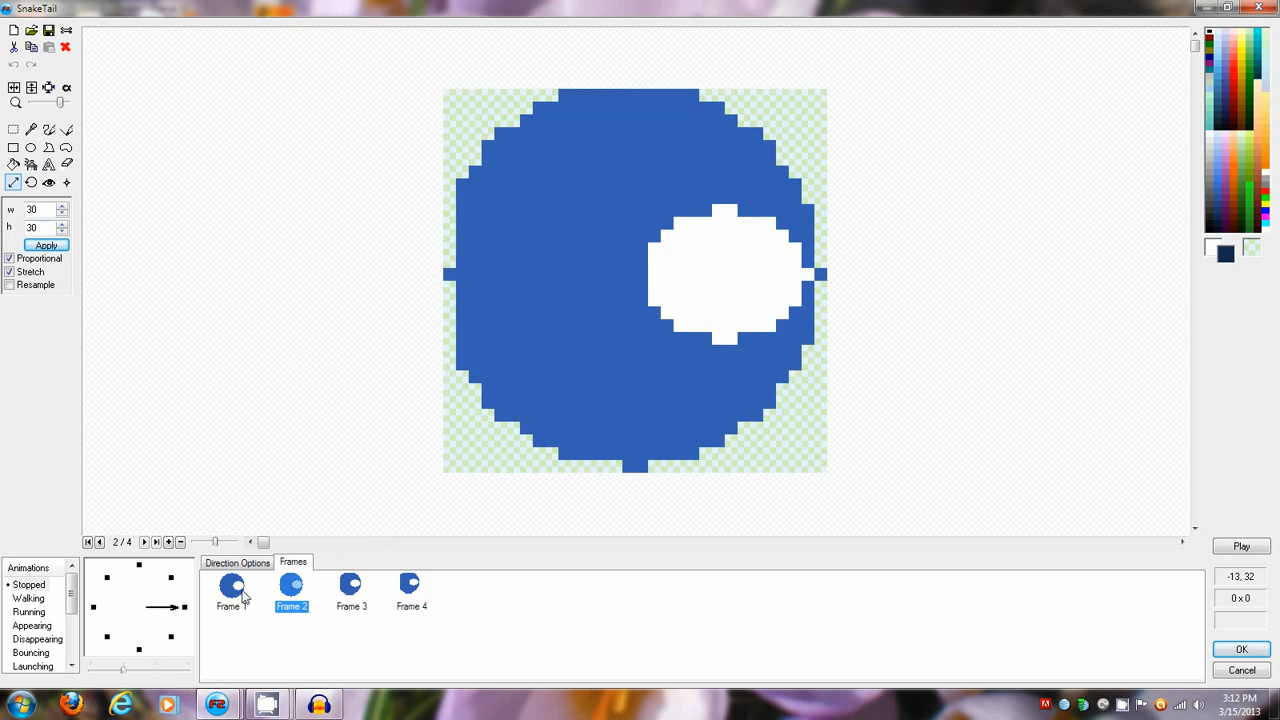 SnakeTail
w 30
h 30
Apply
Proportional
Stretch
Resample
2 / 4
Direction Options Frames
Animations
Stopped
Walking
Running
Appearing
Disappearing
Bouncing
Launching
Frame 1 Frame 2 Frame 3 Frame 4
Play
-13, 32
0 x 0
OK
Cancel
3:12 PM
3/15/2013